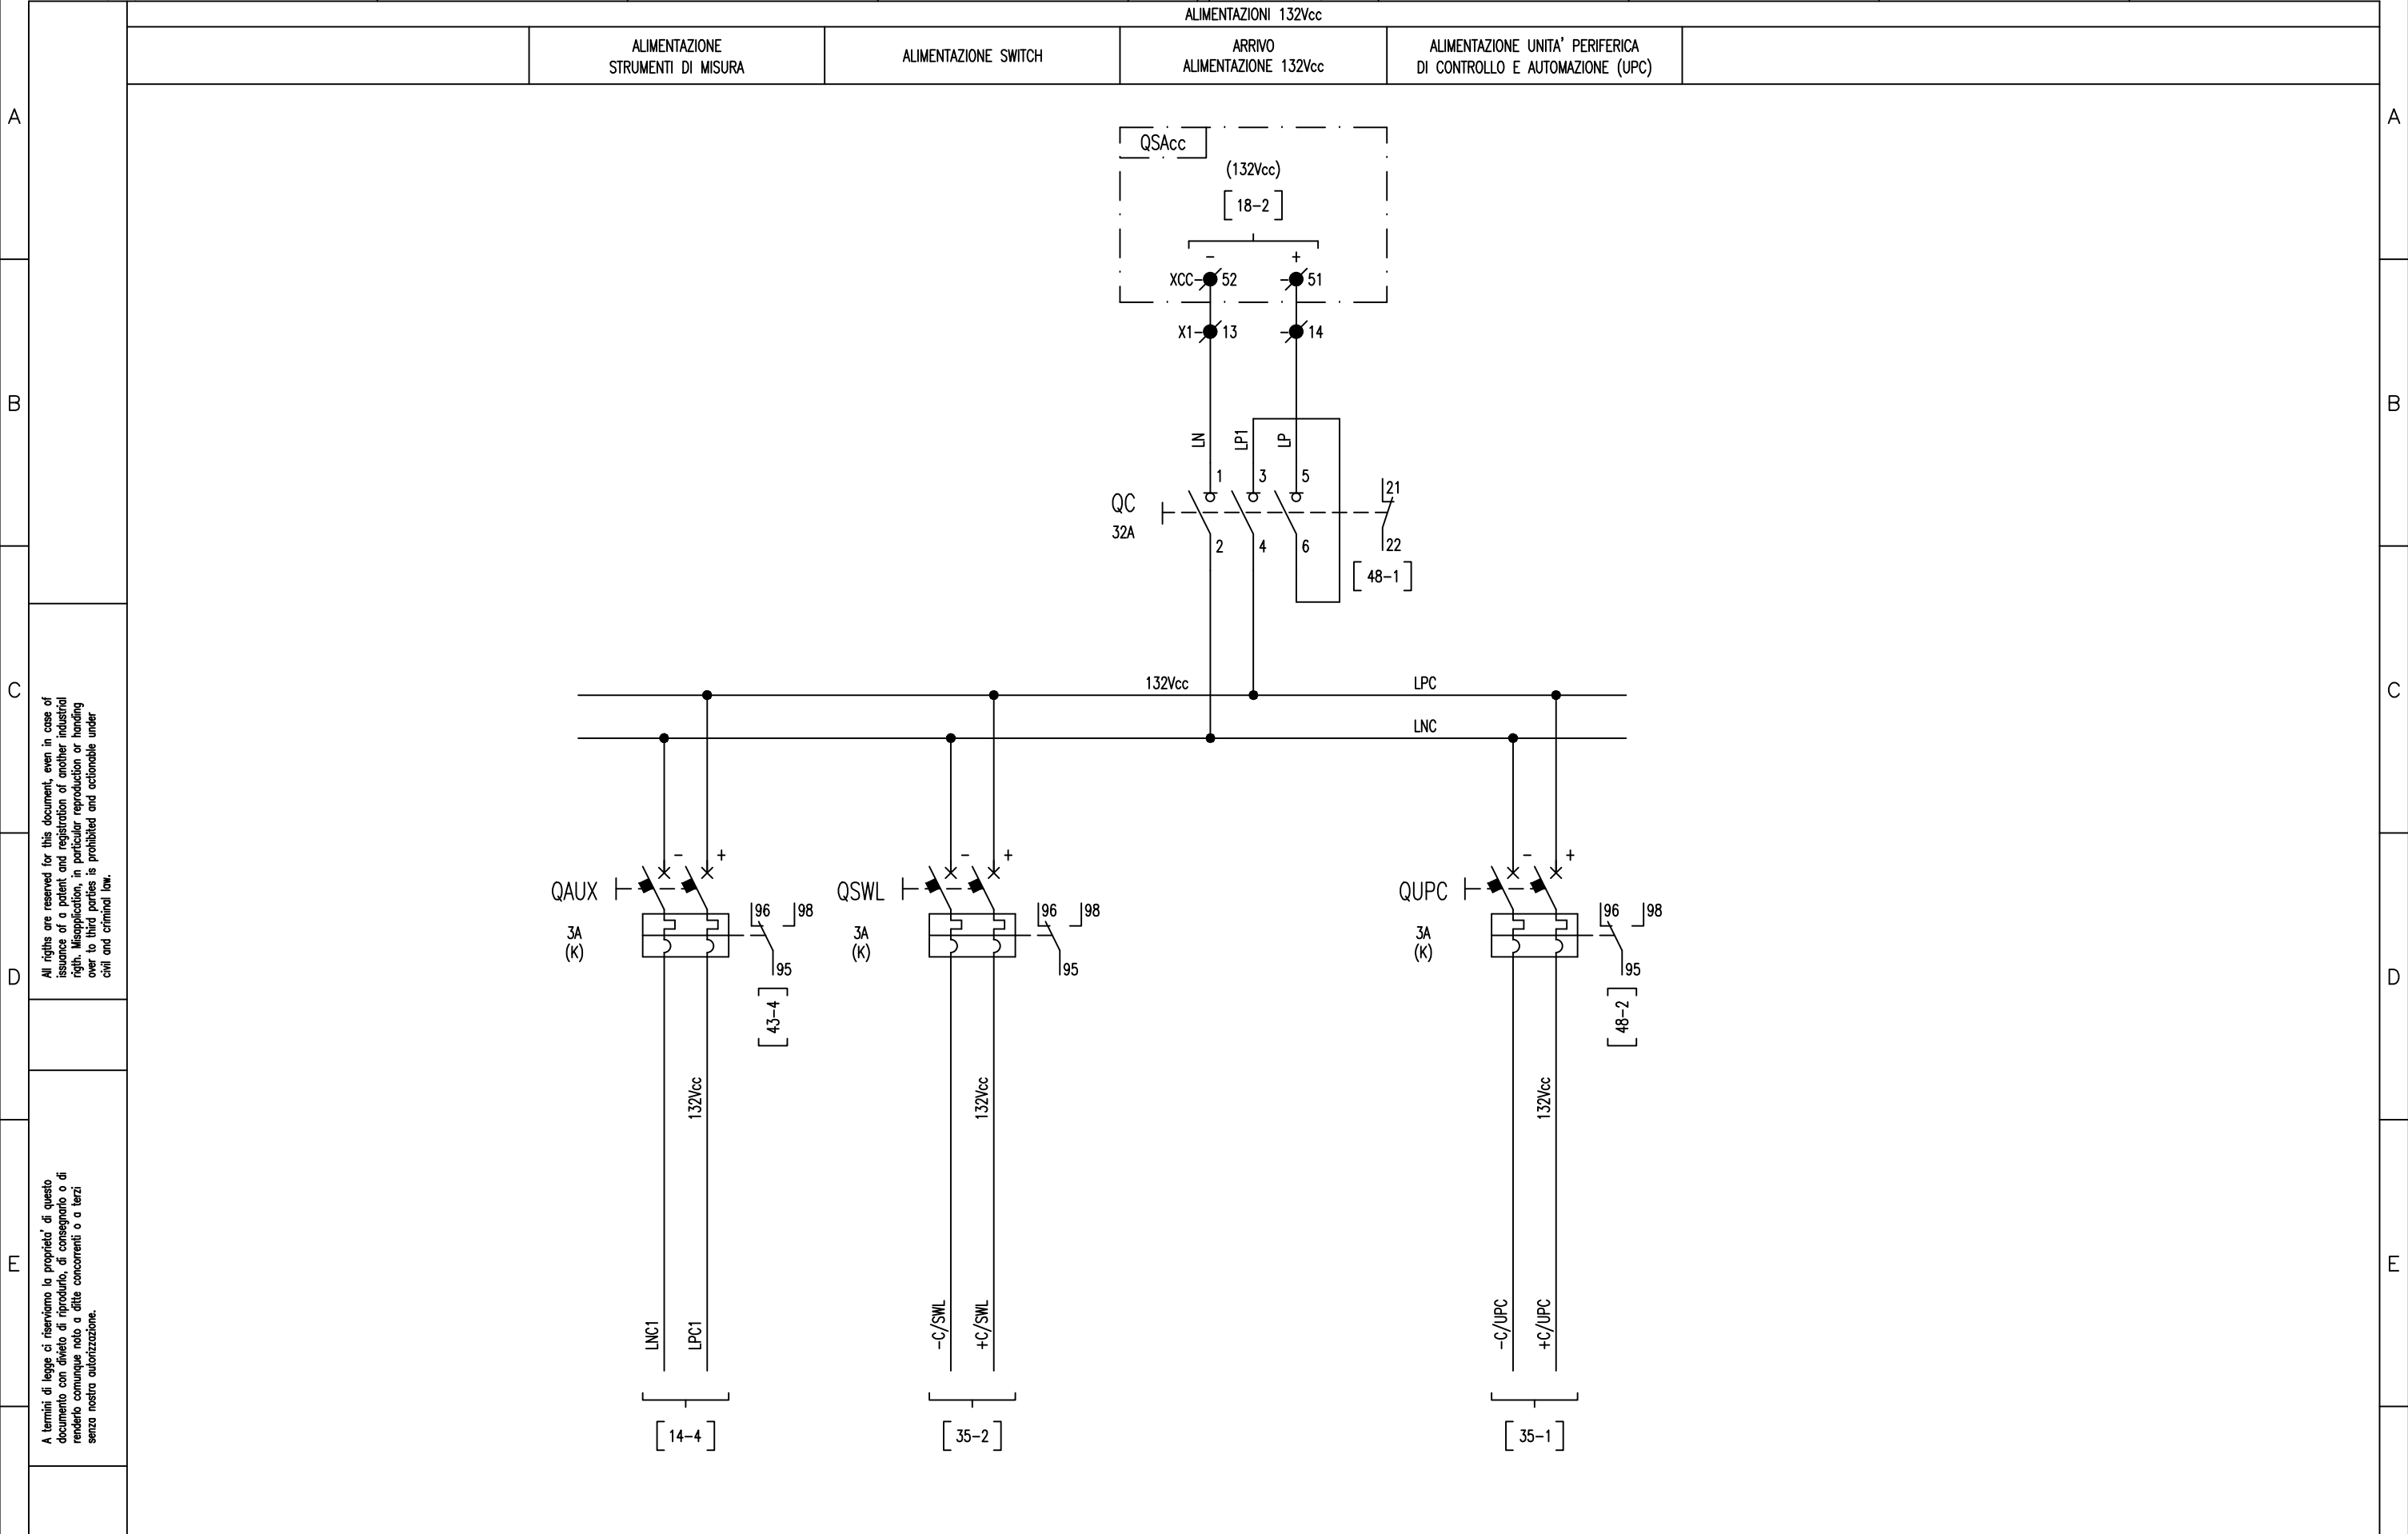 ALIMENTAZIONI 132Vcc
ALIMENTAZIONE
STRUMENTI DI MISURA
ALIMENTAZIONE SWITCH
ARRIVO
ALIMENTAZIONE 132Vcc
ALIMENTAZIONE UNITA' PERIFERICA
DI CONTROLLO E AUTOMAZIONE (UPC)
A
A
QSAcc
(132Vcc)
18-2
- +
XCC- 52 - 51
X1- 13 - 14
B
B
LN LP1 LP
1 3 5 21
QC
32A
2 4 6 22
48-1
C
C
132Vcc LPC
LNC
- + - + - +
QAUX 96 98 QSWL 96 98 QUPC 96 98
3A 3A 3A
(K) (K) (K)
95 95 95
D
D
43-4 48-2
132Vcc 132Vcc 132Vcc
E
E
LNC1 LPC1 -C/SWL +C/SWL -C/UPC +C/UPC
14-4 35-2 35-1
All rigths are reserved for this document, even in case of
issuance of a patent and registration of another industrial
rigth. Misapplication, in particular reproduction or handing
over to third parties is prohibited and actionable under
civil and criminal law.
A termini di legge ci riserviamo la proprieta' di questo
documento con divieto di riprodurlo, di consegnarlo o di
renderlo comunque noto a ditte concorrenti o a terzi
senza nostra autorizzazione.